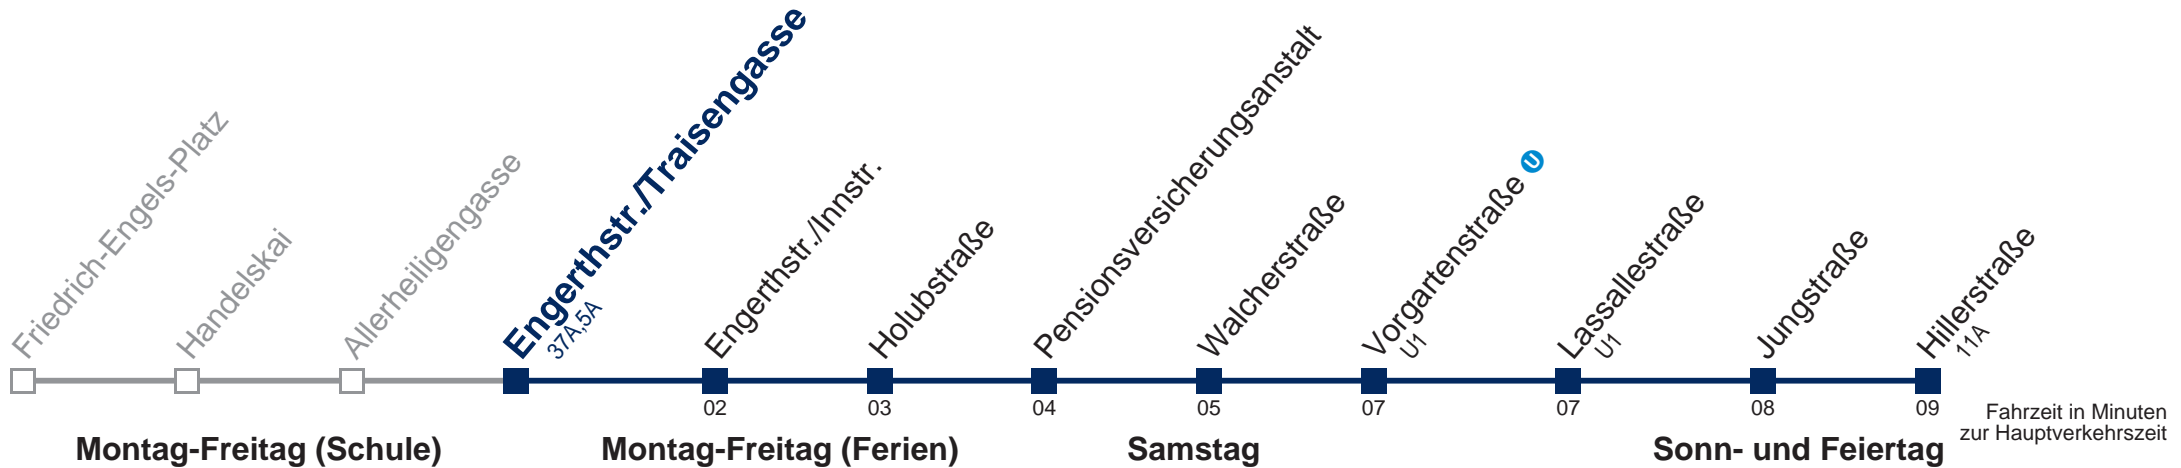 Friedrich-Engels-Platz
Handelskai
Allerheiligengasse
Engerthstr./Traisengasse
37A,5A
Engerthstr./Innstr.
Holubstraße
Pensionsversicherungsanstalt
Walcherstraße
Vorgartenstraße U
U1
Lassallestraße
U1
Jungstraße
Hillerstraße
11A
02 03 04 05 07 07 08 09
Fahrzeit in Minuten
zur Hauptverkehrszeit
Montag-Freitag (Schule) Montag-Freitag (Ferien) Samstag Sonn- und Feiertag